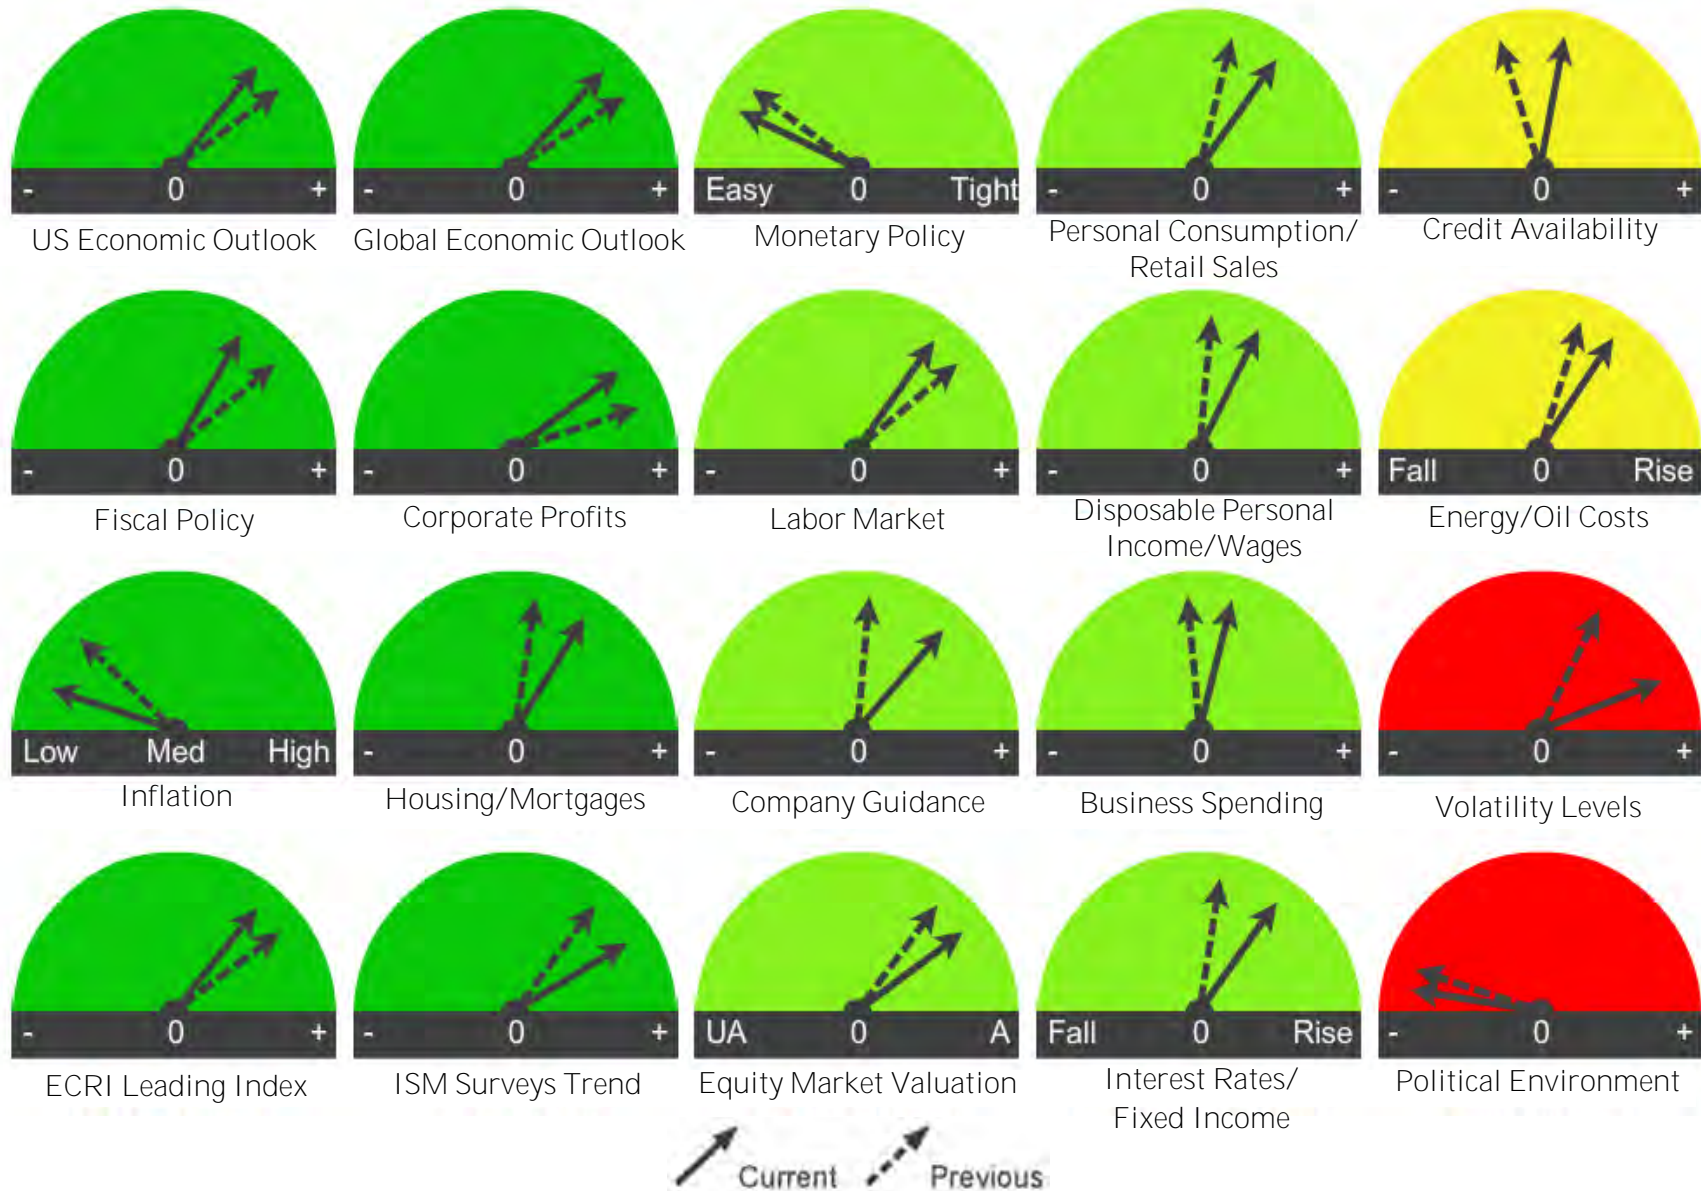 - 0 +
US Economic Outlook
- 0 +
Global Economic Outlook
Easy 0 Tight
Monetary Policy
- 0 +
Personal Consumption/
Retail Sales
- 0 +
Credit Availability
- 0 +
Fiscal Policy
- 0 +
Corporate Profits
- 0 +
Labor Market
- 0 +
Disposable Personal
Income/Wages
Fall 0 Rise
Energy/Oil Costs
Low Med High
Inflation
- 0 +
Housing/Mortgages
- 0 +
Company Guidance
- 0 +
Business Spending
- 0 +
Volatility Levels
- 0 +
ECRI Leading Index
- 0 +
ISM Surveys Trend
UA 0 A
Equity Market Valuation
Fall 0 Rise
Interest Rates/
Fixed Income
- 0 +
Political Environment
Current Previous